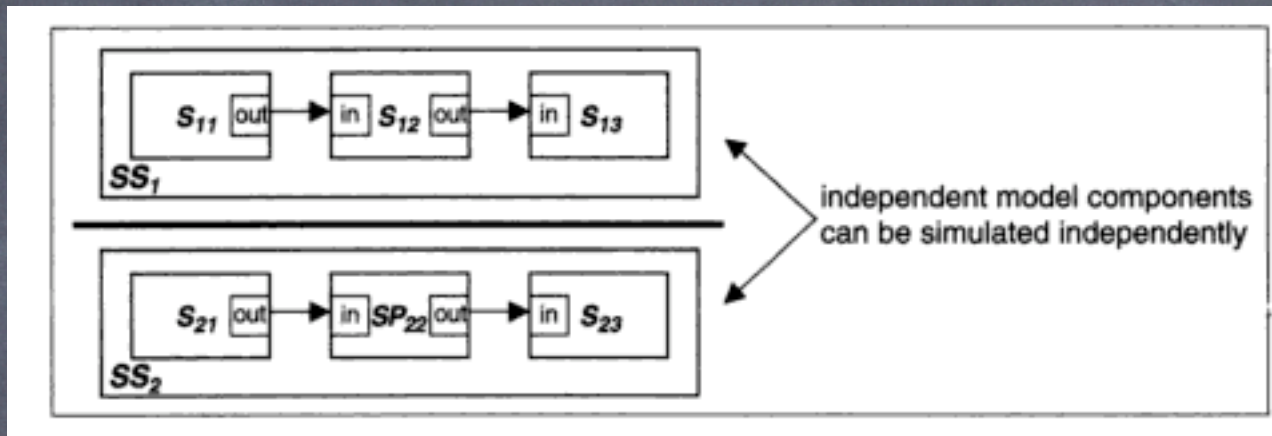 S11 out in S12 out in S13
SS1
independent model components
can be simulated independently
S21 out in SP22 out in S23
SS2